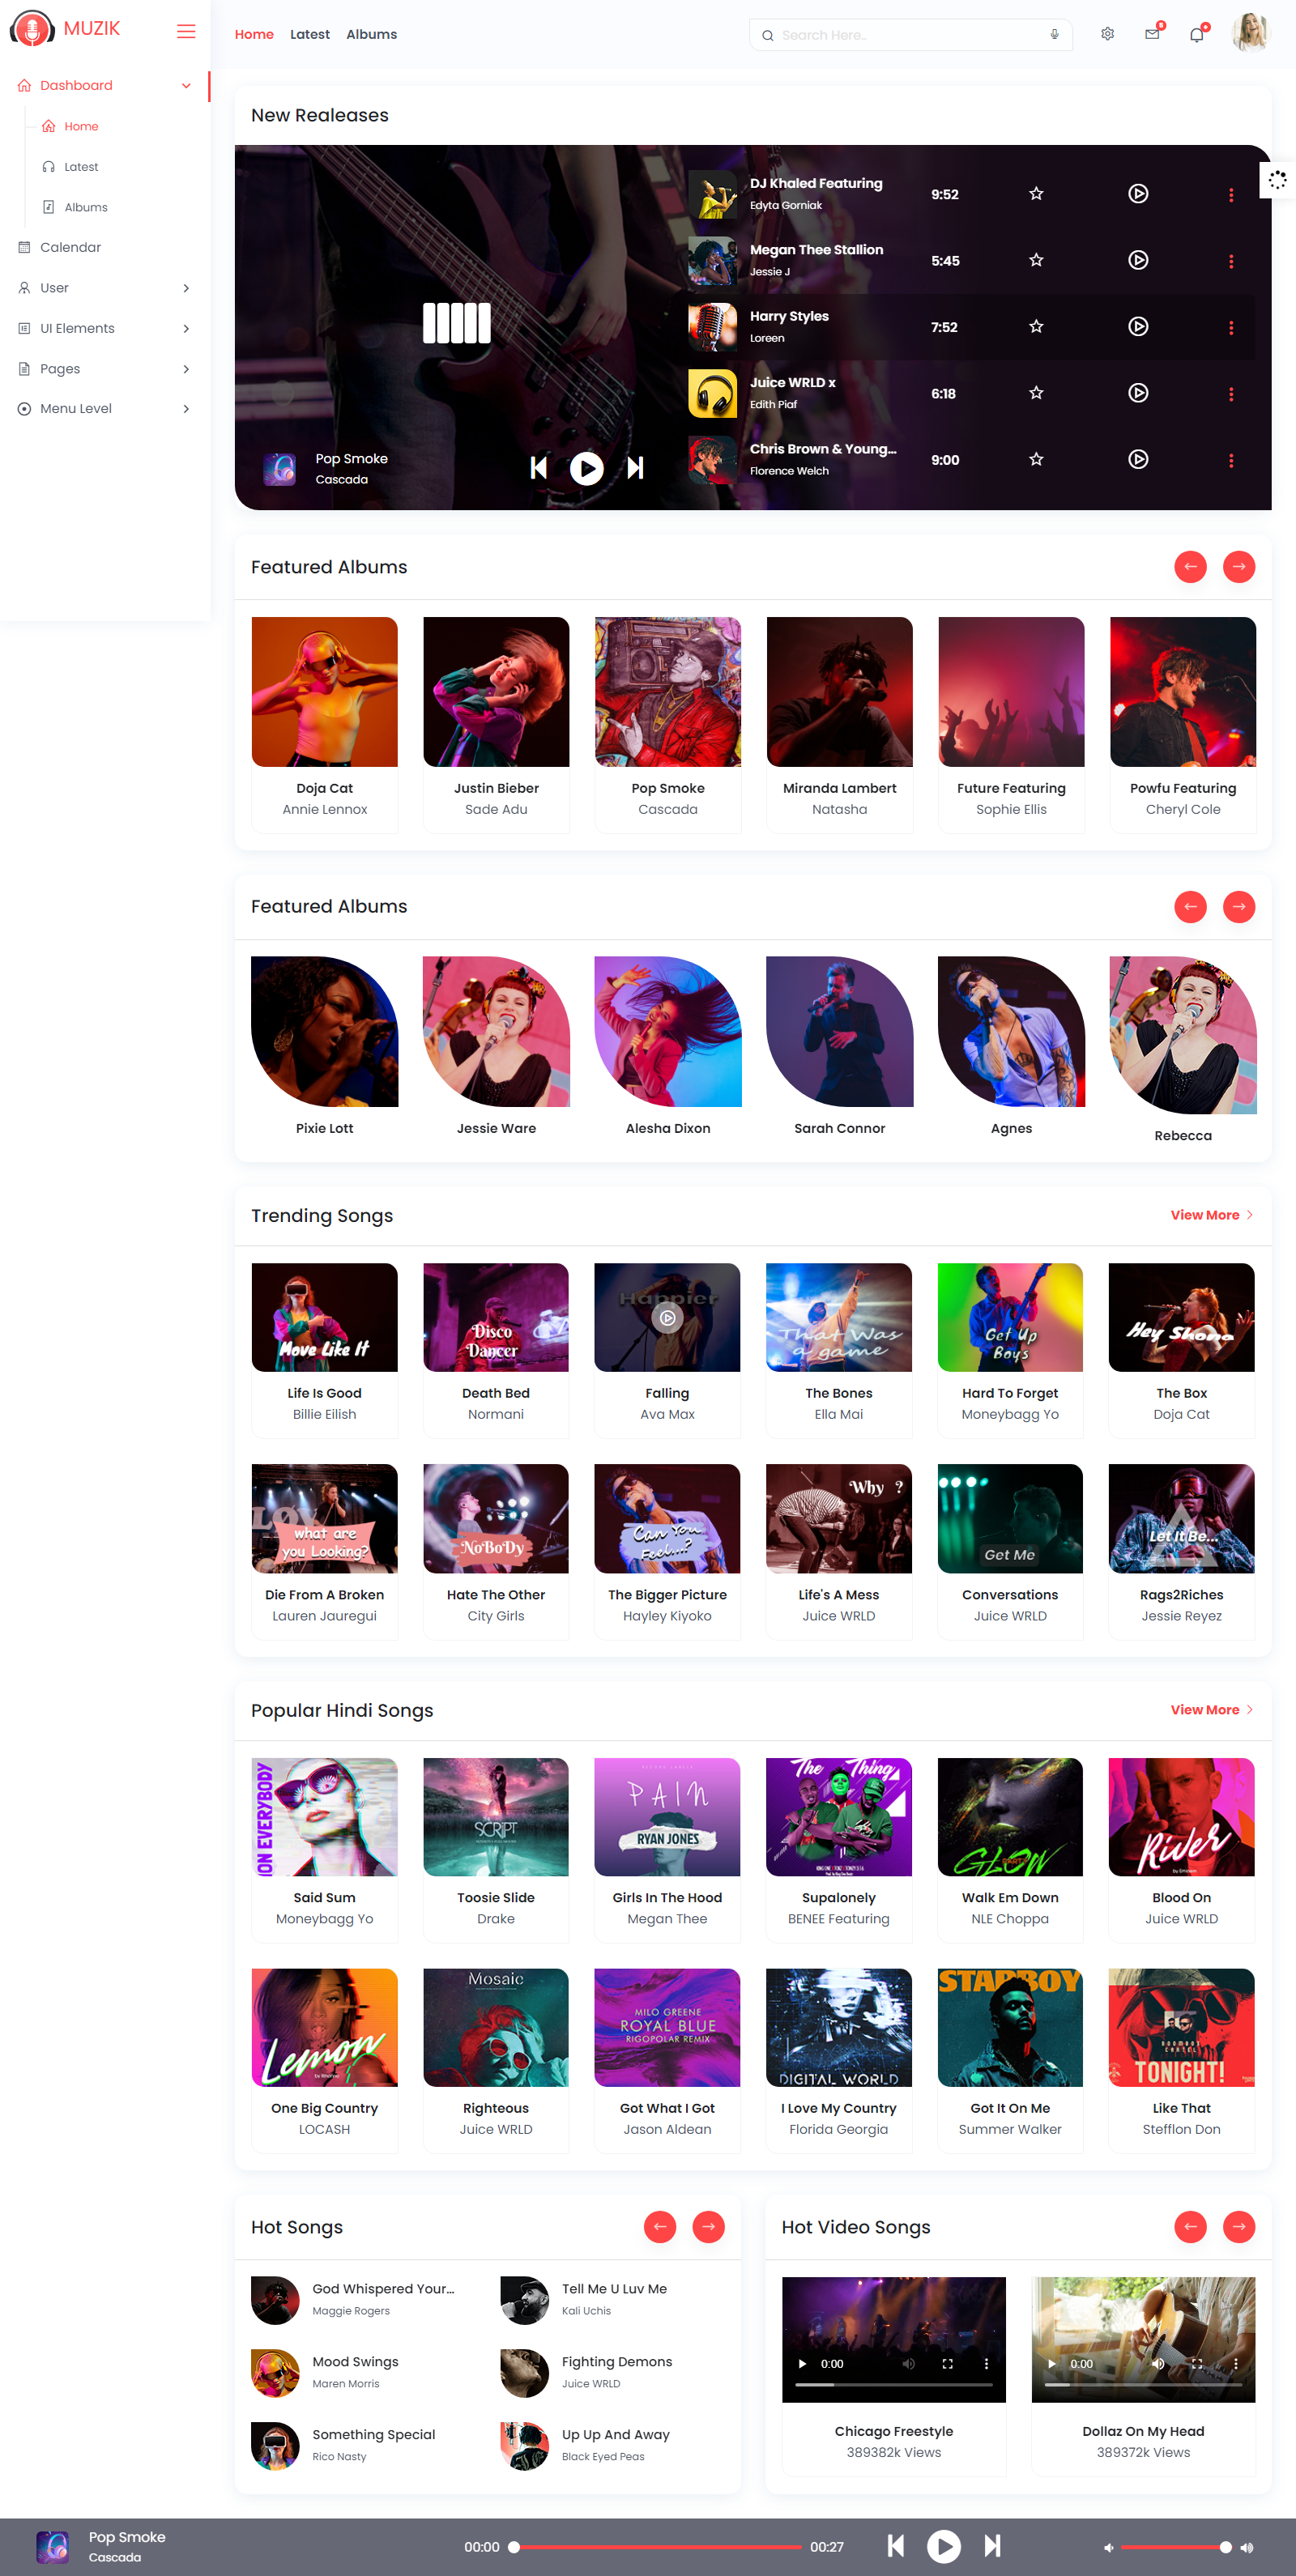 MUZIK
Home
Latest
Albums
Search Here..
Dashboard
Home
Latest
Albums
Calendar
User
UI Elements
Pages
Menu Level
New Realeases
DJ Khaled Featuring
Edyta Gorniak
9:52
Megan Thee Stallion
Jessie J
5:45
Harry Styles
Loreen
7:52
Juice WRLD x
Edith Piaf
6:18
Chris Brown & Young...
Florence Welch
9:00
Pop Smoke
Cascada
Featured Albums
Doja Cat
Annie Lennox
Justin Bieber
Sade Adu
Pop Smoke
Cascada
Miranda Lambert
Natasha
Future Featuring
Sophie Ellis
Powfu Featuring
Cheryl Cole
Featured Albums
Pixie Lott
Jessie Ware
Alesha Dixon
Sarah Connor
Agnes
Rebecca
Trending Songs
View More
Move Like It
Life Is Good
Billie Eilish
Disco
Dancer
Death Bed
Normani
Happier
Falling
Ava Max
That Was
a game
The Bones
Ella Mai
Get Up
Boys
Hard To Forget
Moneybagg Yo
Hey Shona
The Box
Doja Cat
what are
you Looking?
Die From A Broken
Lauren Jauregui
NoBoDy
Hate The Other
City Girls
Can You
Feel...?
The Bigger Picture
Hayley Kiyoko
Why ?
Life's A Mess
Juice WRLD
Get Me
Conversations
Juice WRLD
Let It Be...
Rags2Riches
Jessie Reyez
Popular Hindi Songs
View More
ION EVERYBODY
Said Sum
Moneybagg Yo
SCRIPT
Toosie Slide
Drake
PAIN
RYAN JONES
Girls In The Hood
Megan Thee
The Thing
Supalonely
BENEE Featuring
GLOW
Walk Em Down
NLE Choppa
River
by Eminem
Blood On
Juice WRLD
Lemon
by Rihanna
One Big Country
LOCASH
Mosaic
Righteous
Juice WRLD
MILO GREENE
ROYAL BLUE
RIGOPOLAR REMIX
Got What I Got
Jason Aldean
DIGITAL WORLD
I Love My Country
Florida Georgia
STARBOY
Got It On Me
Summer Walker
TONIGHT!
Like That
Stefflon Don
Hot Songs
God Whispered Your...
Maggie Rogers
Tell Me U Luv Me
Kali Uchis
Mood Swings
Maren Morris
Fighting Demons
Juice WRLD
Something Special
Rico Nasty
Up Up And Away
Black Eyed Peas
Hot Video Songs
0:00
Chicago Freestyle
389382k Views
0:00
Dollaz On My Head
389372k Views
Pop Smoke
Cascada
00:00
00:27